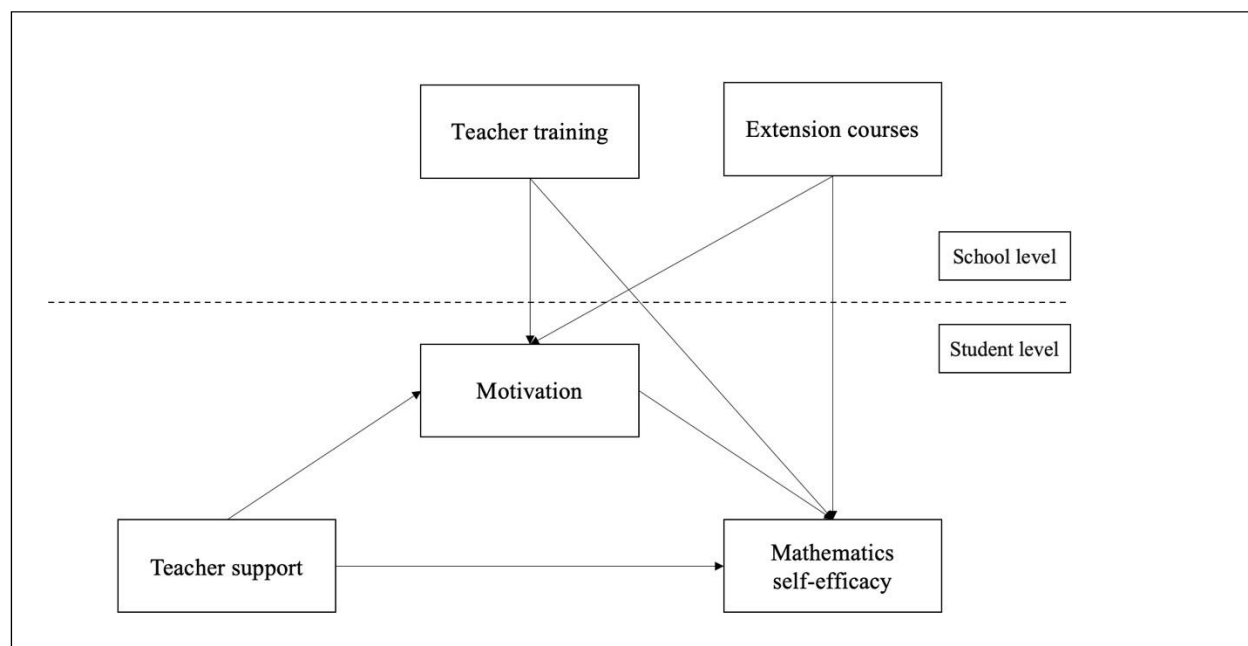 Teacher training
Extension courses
School level
Student level
Motivation
Teacher support
Mathematics
self-efficacy